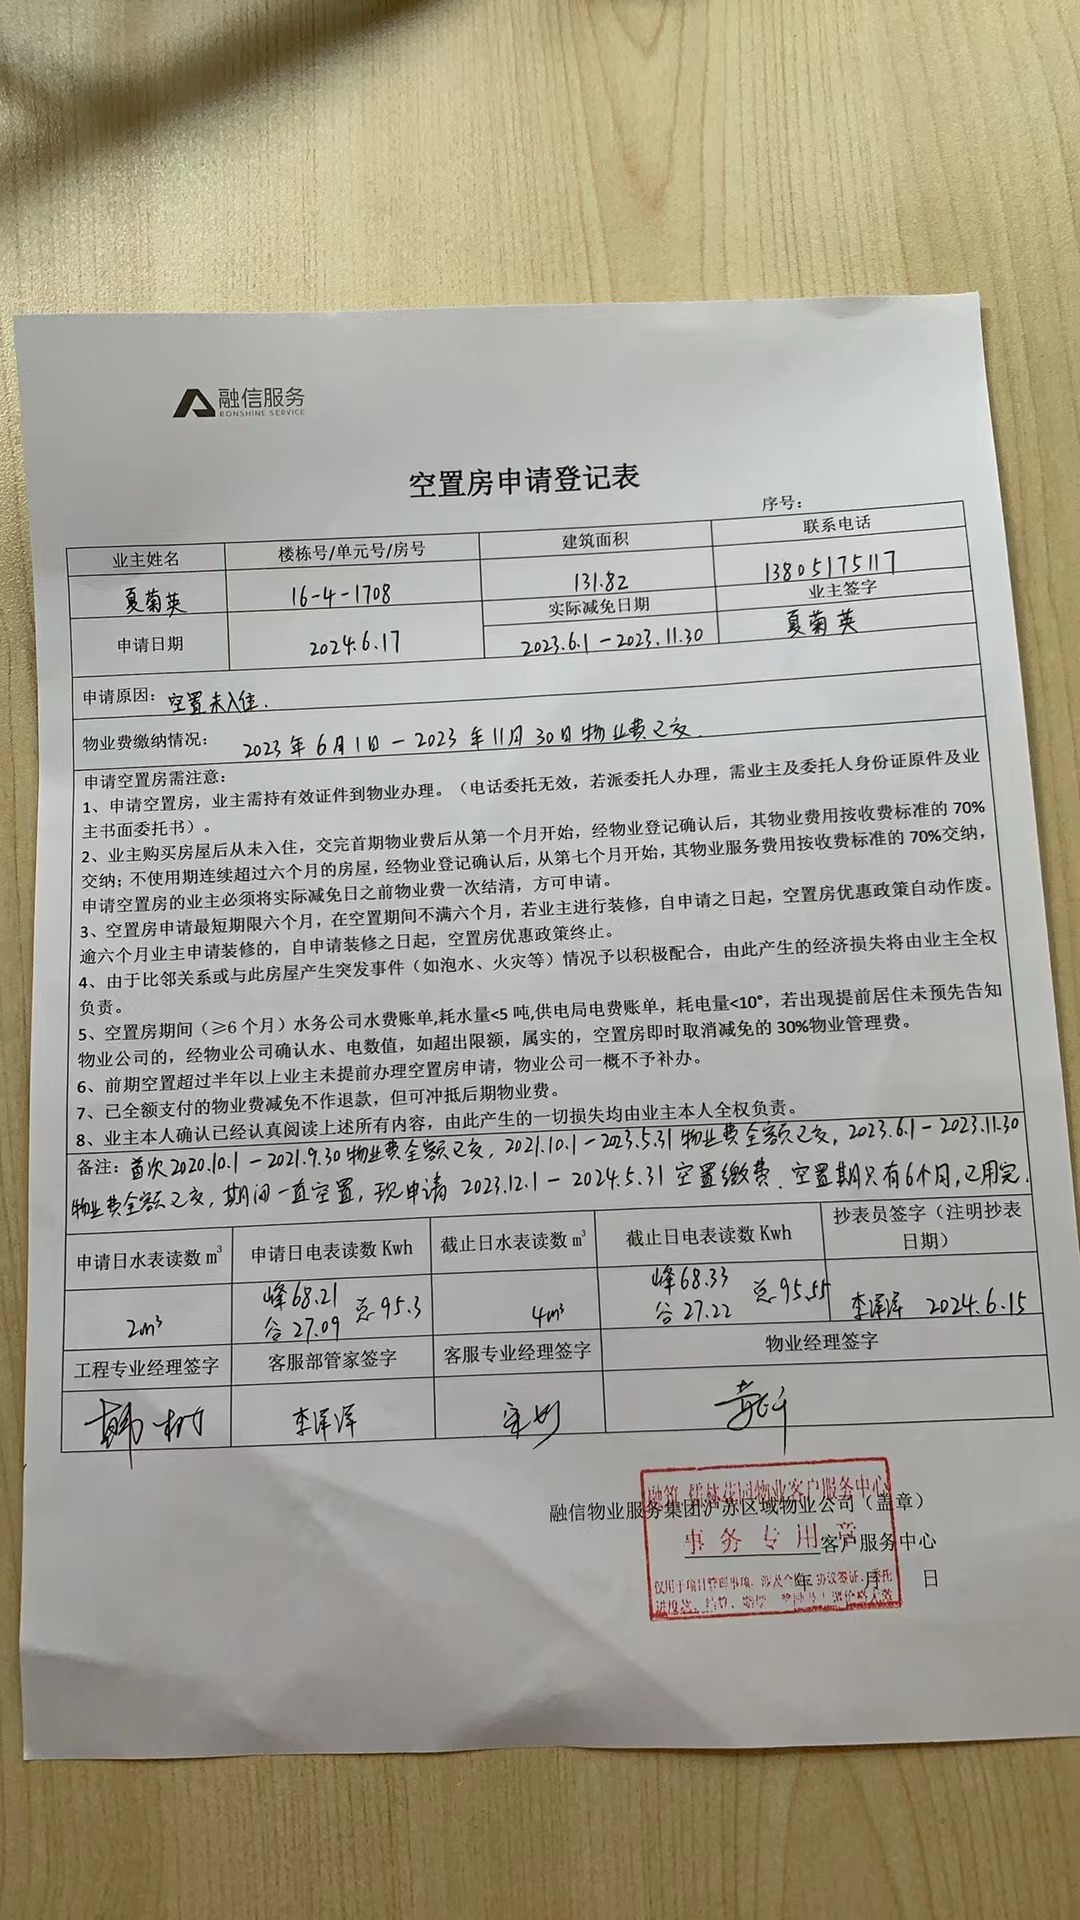 融信服务
RONSHINE SERVICE
空置房申请登记表
序号：
业主姓名 楼栋号/单元号/房号 建筑面积 联系电话
夏菊英 16-4-1708 131.82 13805175117
实际减免日期 业主签字
申请日期 2024.6.17 2023.6.1－2023.11.30 夏菊英
申请原因：空置未入住.
物业费缴纳情况： 2023年6月1日－2023年11月30日物业费已交.
申请空置房需注意：
1、申请空置房，业主需持有效证件到物业办理。（电话委托无效，若派委托人办理，需业主及委托人身份证原件及业
主书面委托书）。
2、业主购买房屋后从未入住，交完首期物业费后从第一个月开始，经物业登记确认后，其物业费用按收费标准的 70%
交纳；不使用期连续超过六个月的房屋，经物业登记确认后，从第七个月开始，其物业服务费用按收费标准的 70%交纳，
申请空置房的业主必须将实际减免日之前物业费一次结清，方可申请。
3、空置房申请最短期限六个月，在空置期间不满六个月，若业主进行装修，自申请之日起，空置房优惠政策自动作废。
逾六个月业主申请装修的，自申请装修之日起，空置房优惠政策终止。
4、由于比邻关系或与此房屋产生突发事件（如泡水、火灾等）情况予以积极配合，由此产生的经济损失将由业主全权
负责。
5、空置房期间（≥6 个月）水务公司水费账单,耗水量<5 吨,供电局电费账单，耗电量<10°，若出现提前居住未预先告知
物业公司的，经物业公司确认水、电数值，如超出限额，属实的，空置房即时取消减免的 30%物业管理费。
6、前期空置超过半年以上业主未提前办理空置房申请，物业公司一概不予补办。
7、已全额支付的物业费减免不作退款，但可冲抵后期物业费。
8、业主本人确认已经认真阅读上述所有内容，由此产生的一切损失均由业主本人全权负责。
备注：首次2020.10.1－2021.9.30物业费全额已交，2021.10.1－2023.5.31物业费全额已交，2023.6.1－2023.11.30
物业费全额已交，期间一直空置，现申请 2023.12.1－2024.5.31空置缴费. 空置期只有6个月，已用完.
申请日水表读数 m³ 申请日电表读数 Kwh 截止日水表读数 m³ 截止日电表读数 Kwh 抄表员签字（注明抄表
日期）
2m³ 峰68.21 总95.3 4m³ 峰68.33 总95.55 李洋洋 2024.6.15
谷27.09 谷27.22
工程专业经理签字 客服部管家签字 客服专业经理签字 物业经理签字
李洋洋
融信物业服务集团沪苏区域物业公司（盖章）
客户服务中心
年 月 日
物业客户服务中心
事务专用章